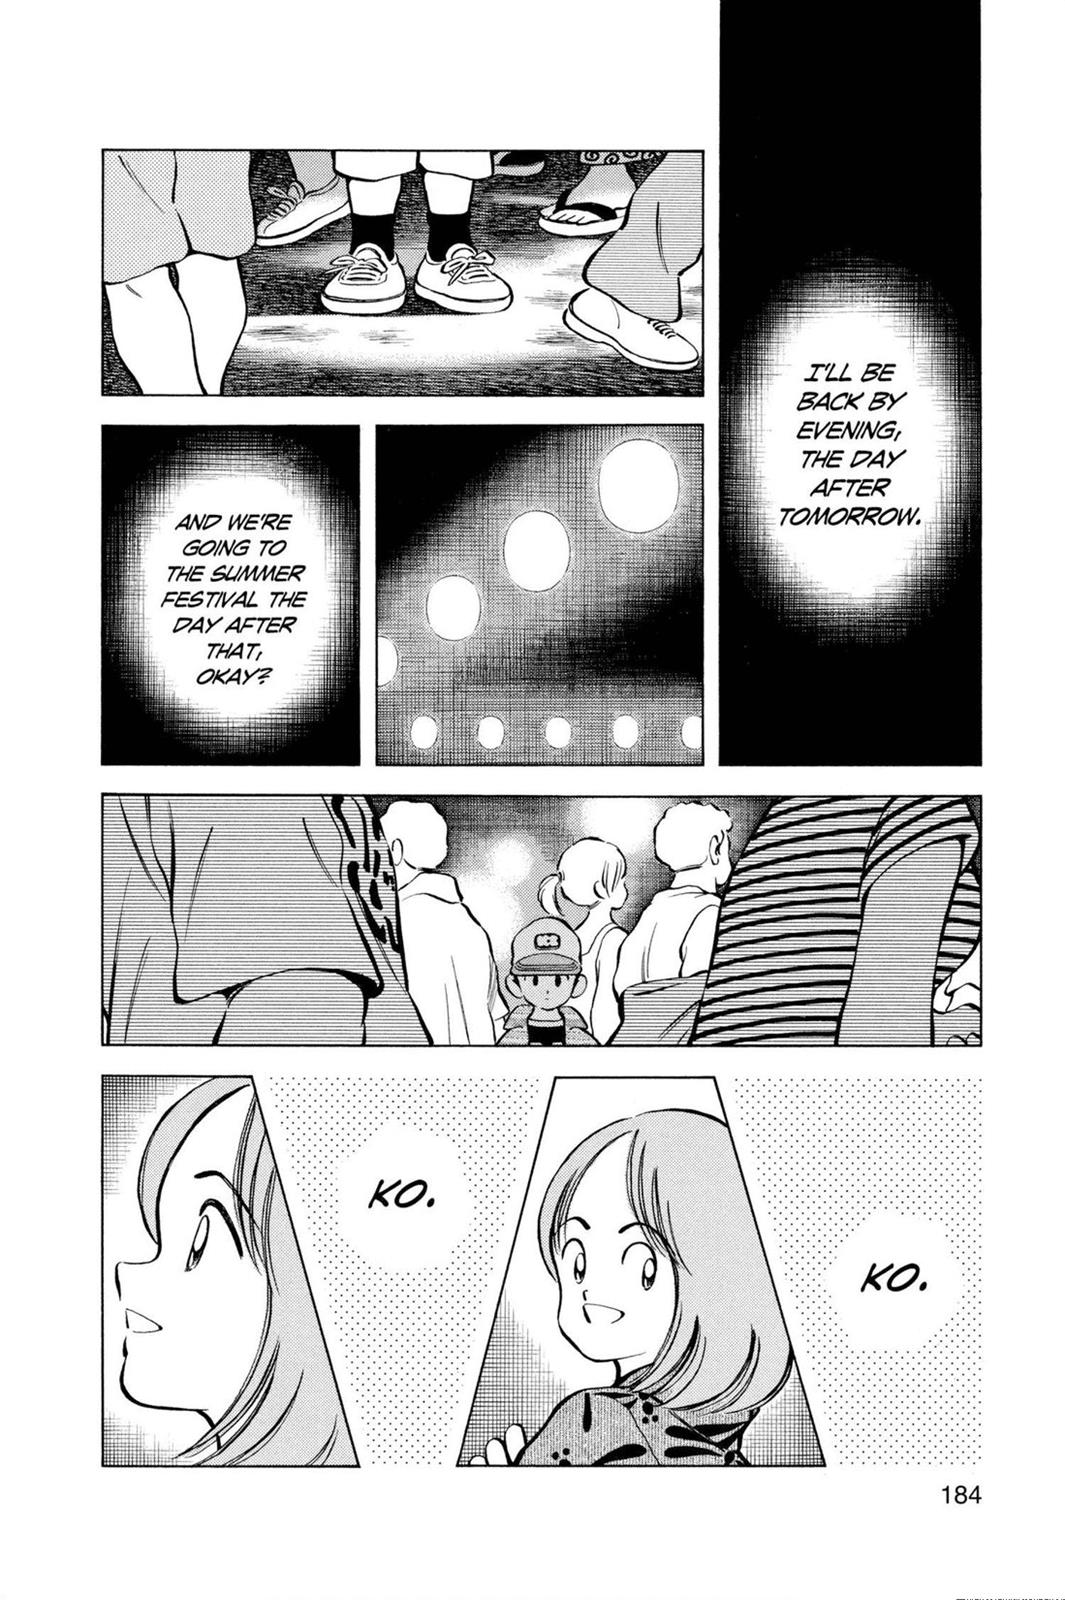 I'LL BE
BACK BY
EVENING,
THE DAY
AFTER
TOMORROW.
AND WE'RE
GOING TO
THE SUMMER
FESTIVAL THE
DAY AFTER
THAT,
OKAY?
KO.
KO.
184